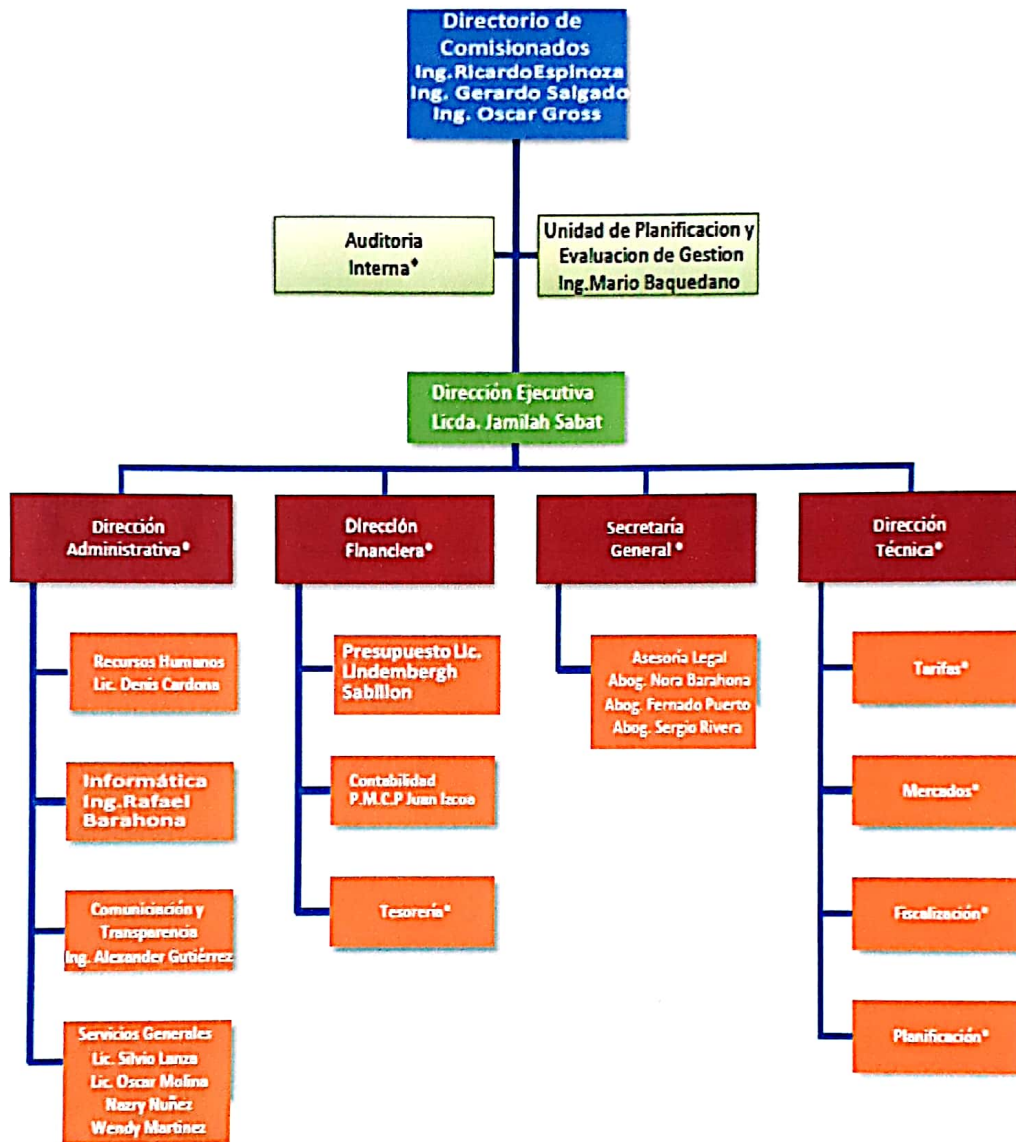 Directorio de
Comisionados
Ing.RicardoEspinoza
Ing. Gerardo Salgado
Ing. Oscar Gross
Auditoria
Interna*
Unidad de Planificacion y
Evaluacion de Gestion
Ing.Mario Baquedano
Dirección Ejecutiva
Licda. Jamilah Sabat
Dirección
Administrativa*
Dirección
Financiera*
Secretaría
General *
Dirección
Técnica*
Recursos Humanos
Lic. Denis Cardona
Informática
Ing.Rafael
Barahona
Comuniciación y
Transparencia
Ing. Alexander Gutiérrez
Servicios Generales
Lic. Silvio Lanza
Lic. Oscar Molina
Nazry Nuñez
Wendy Martinez
Presupuesto Lic.
Lindembergh
Sabillon
Contabilidad
P.M.C.P Juan Izcoa
Tesorería*
Asesoría Legal
Abog. Nora Barahona
Abog. Fernado Puerto
Abog. Sergio Rivera
Tarifas*
Mercados*
Fiscalización*
Planificación*